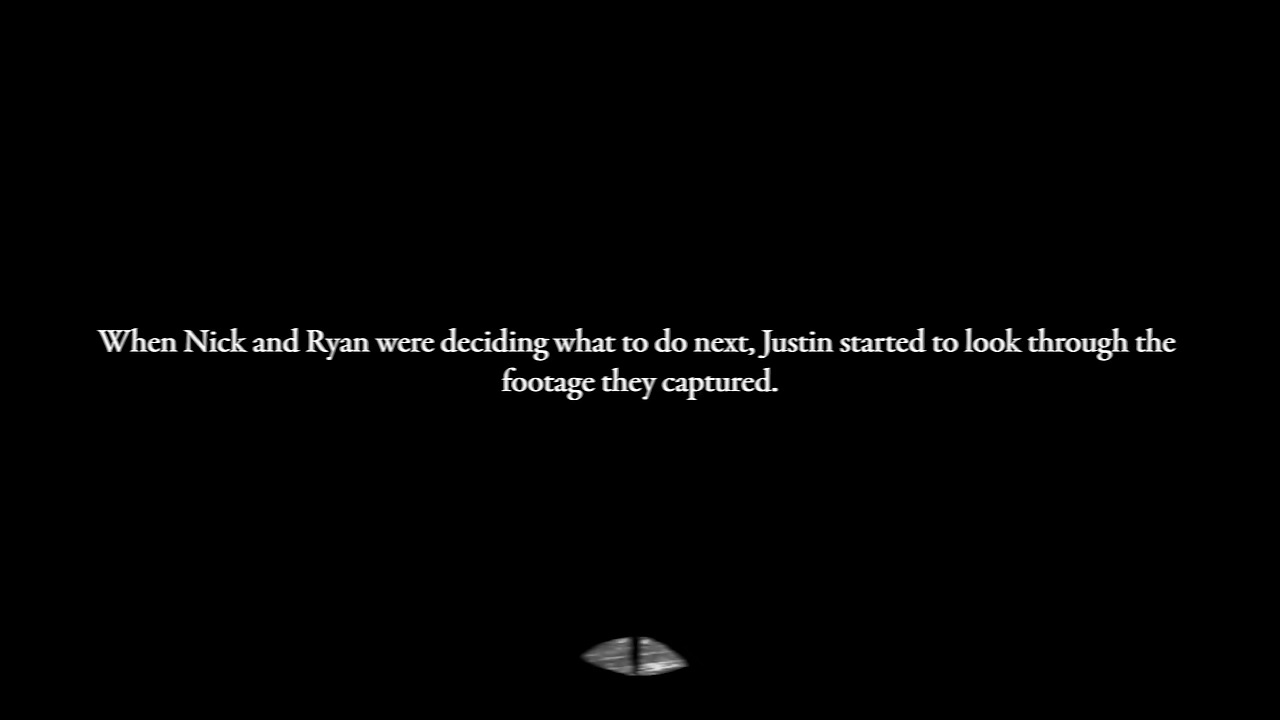 When Nick and Ryan were deciding what to do next, Justin started to look through the
footage they captured.